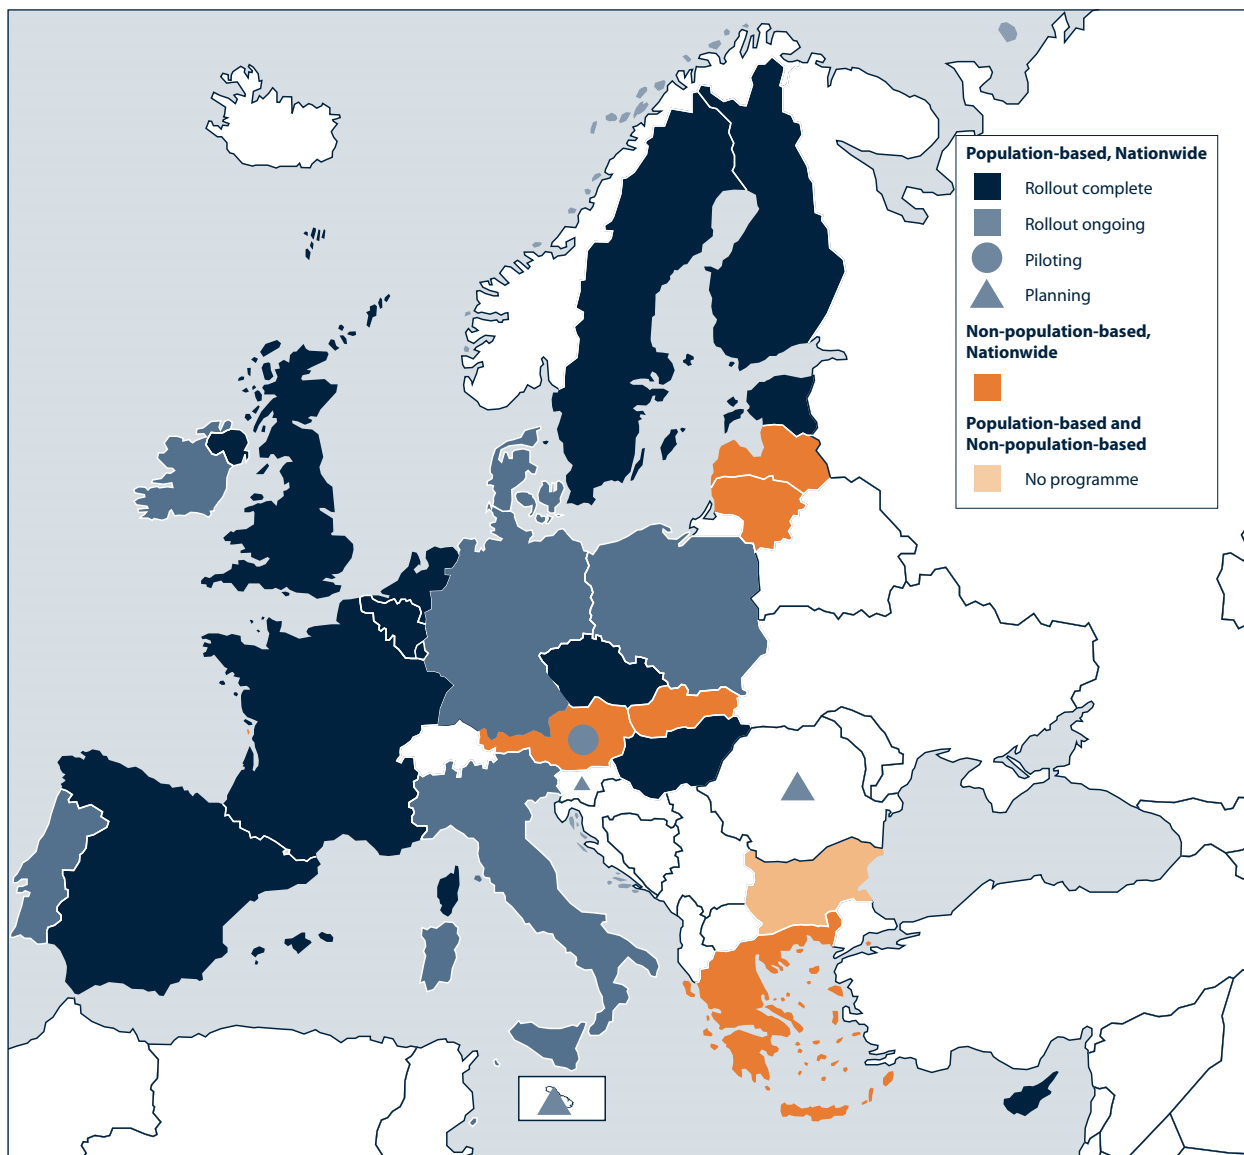 Population-based, Nationwide
Rollout complete
Rollout ongoing
Piloting
Planning
Non-population-based,
Nationwide
Population-based and
Non-population-based
No programme